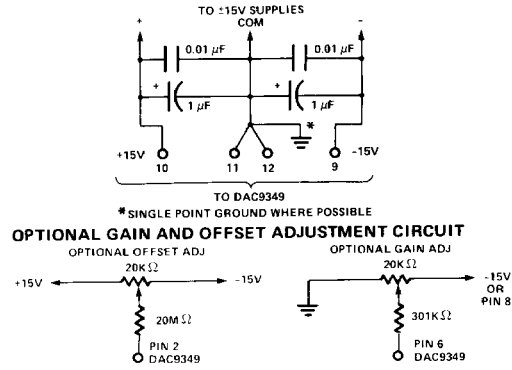 TO ±15V SUPPLIES
+ COM -
0.01 µF 0.01 µF
+ +
1 µF 1 µF
*
+15V -15V
10 11 12 9
TO DAC9349
*SINGLE POINT GROUND WHERE POSSIBLE
OPTIONAL GAIN AND OFFSET ADJUSTMENT CIRCUIT
OPTIONAL OFFSET ADJ
20KΩ
+15V -15V
20MΩ
PIN 2
DAC9349
OPTIONAL GAIN ADJ
20KΩ
-15V
OR
PIN 8
301KΩ
PIN 6
DAC9349